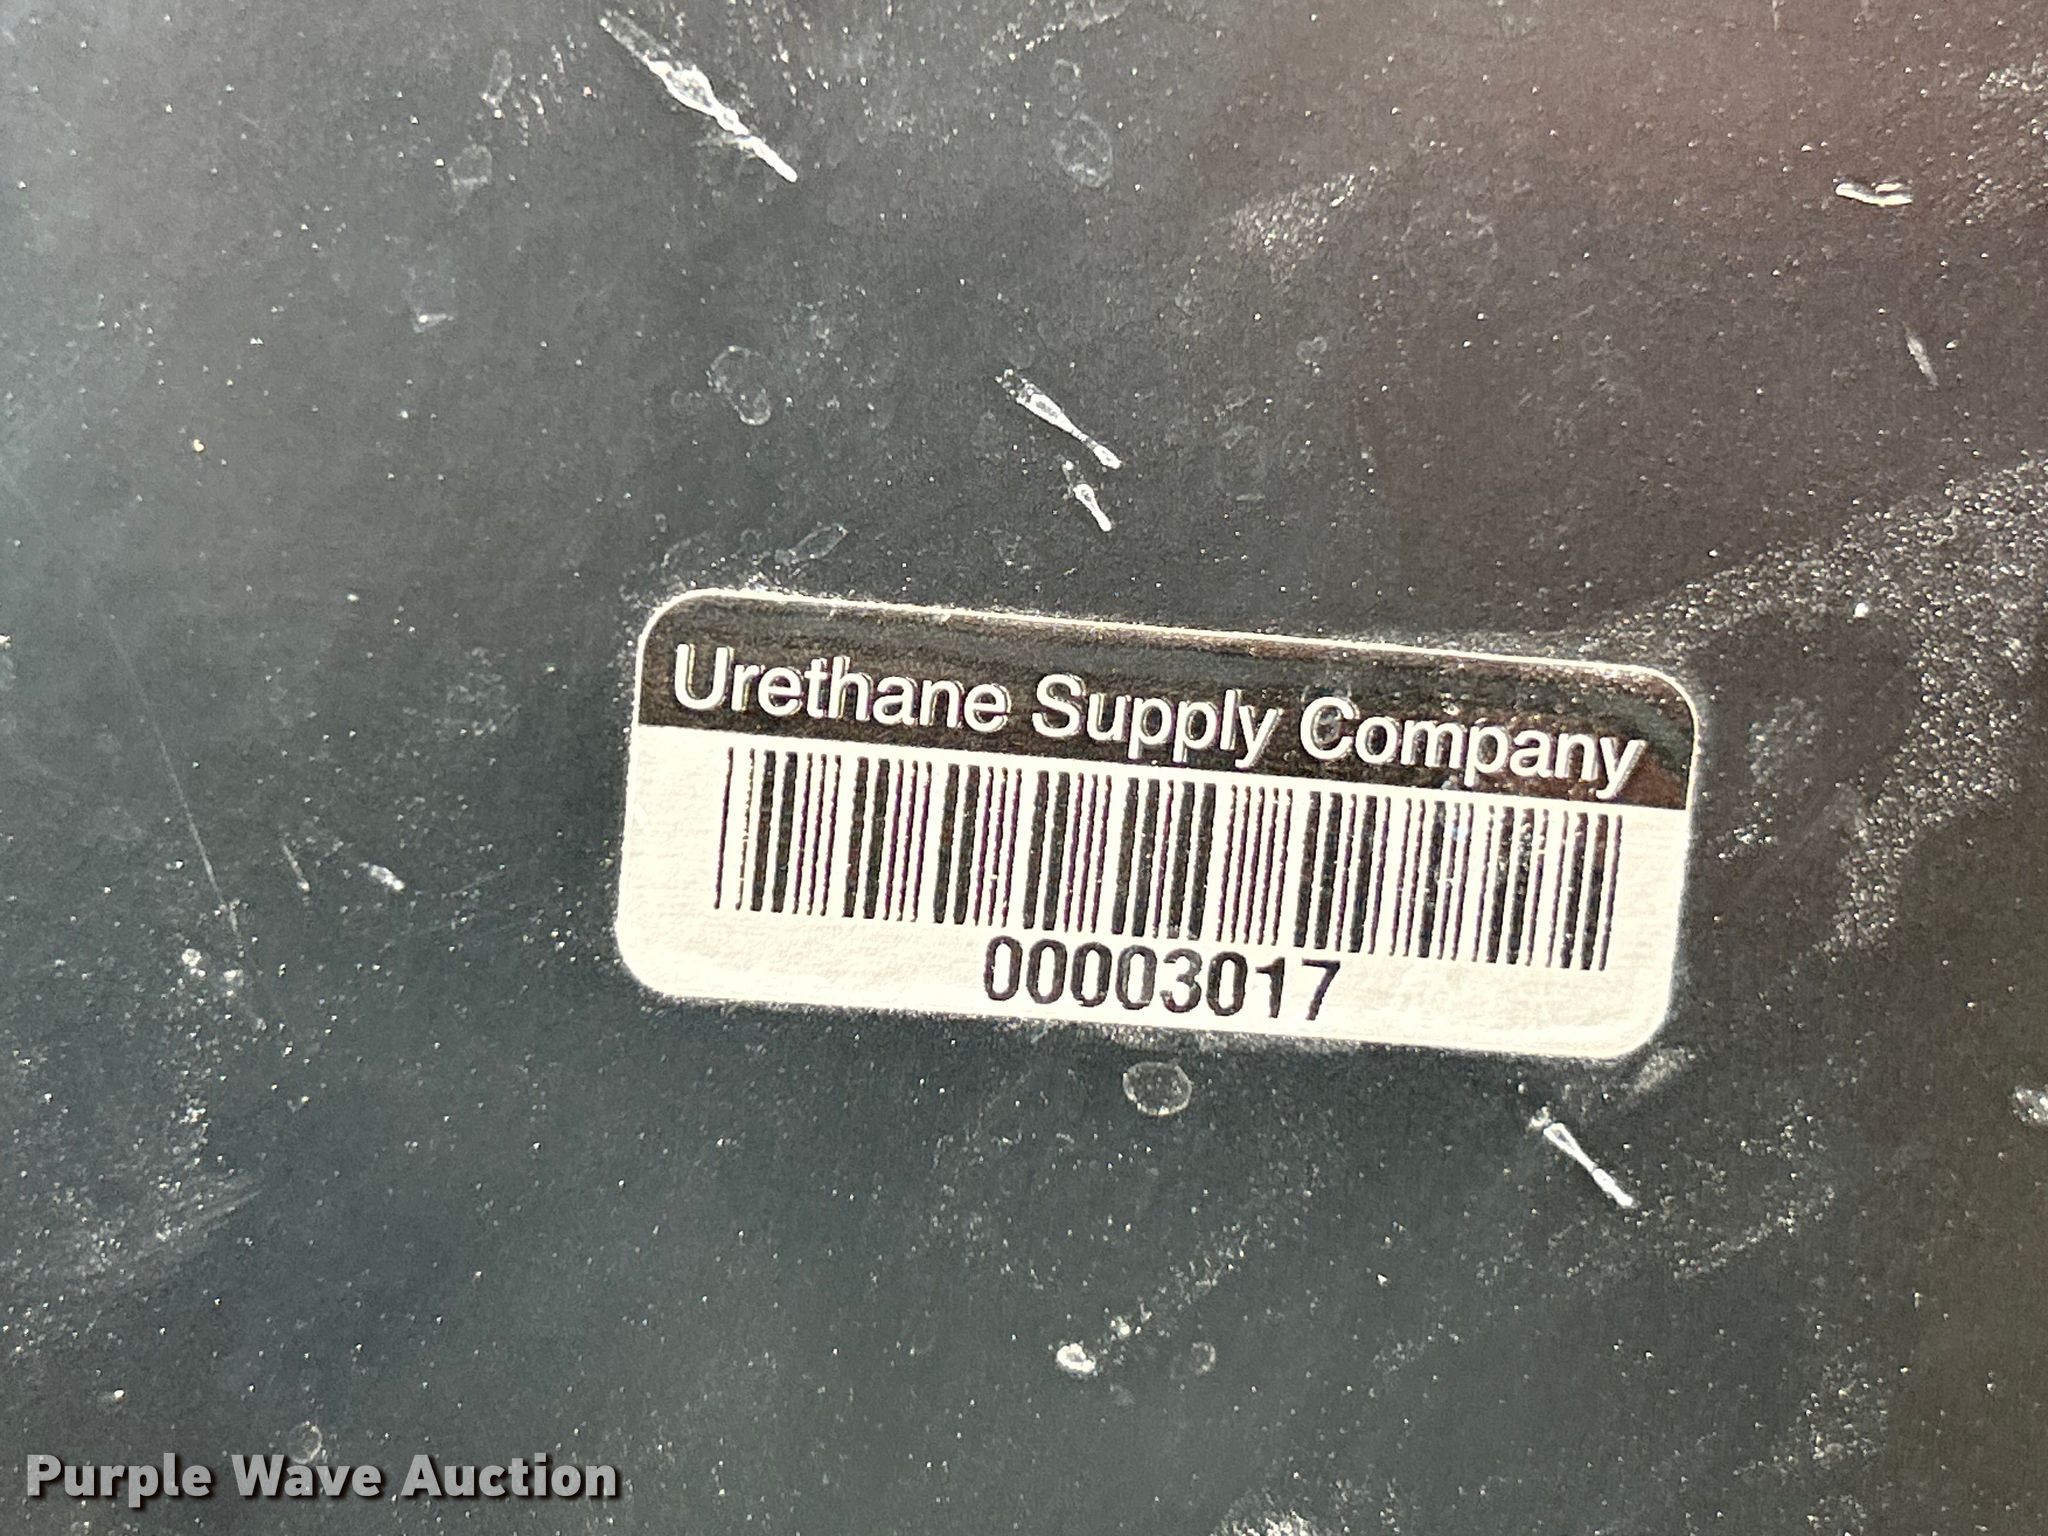 Urethane Supply Company
00003017
Purple Wave Auction